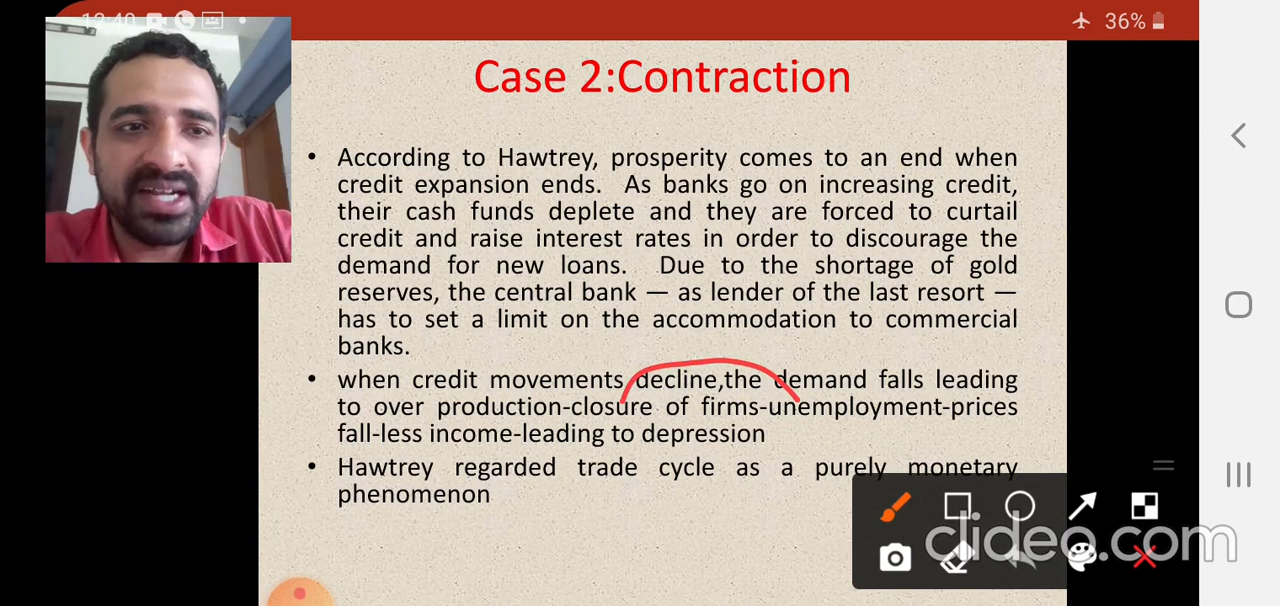 12:40
36%
Case 2:Contraction
• According to Hawtrey, prosperity comes to an end when
credit expansion ends. As banks go on increasing credit,
their cash funds deplete and they are forced to curtail
credit and raise interest rates in order to discourage the
demand for new loans. Due to the shortage of gold
reserves, the central bank — as lender of the last resort —
has to set a limit on the accommodation to commercial
banks.
• when credit movements decline,the demand falls leading
to over production-closure of firms-unemployment-prices
fall-less income-leading to depression
• Hawtrey regarded trade cycle as a purely monetary
phenomenon
clideo.com